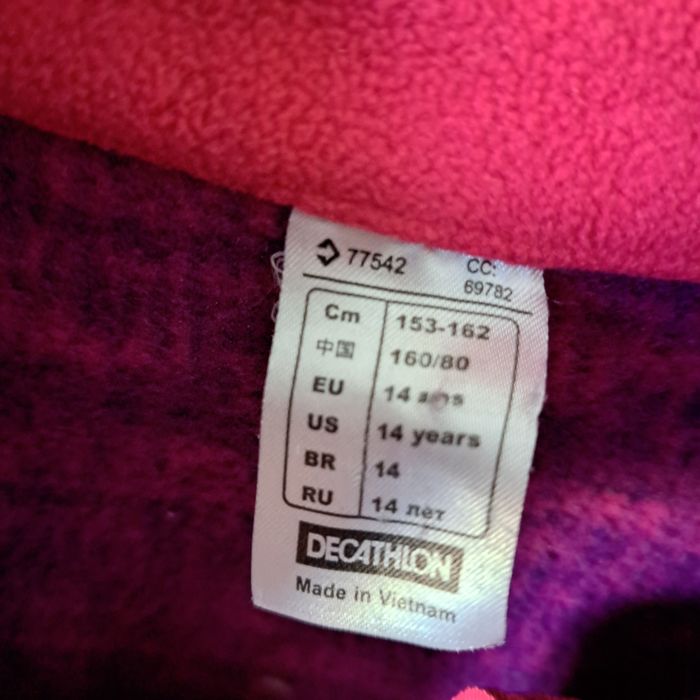 77542 CC:
69782
Cm 153-162
中国 160/80
EU 14
US 14 years
BR 14
RU 14 лет
DECATHLON
Made in Vietnam